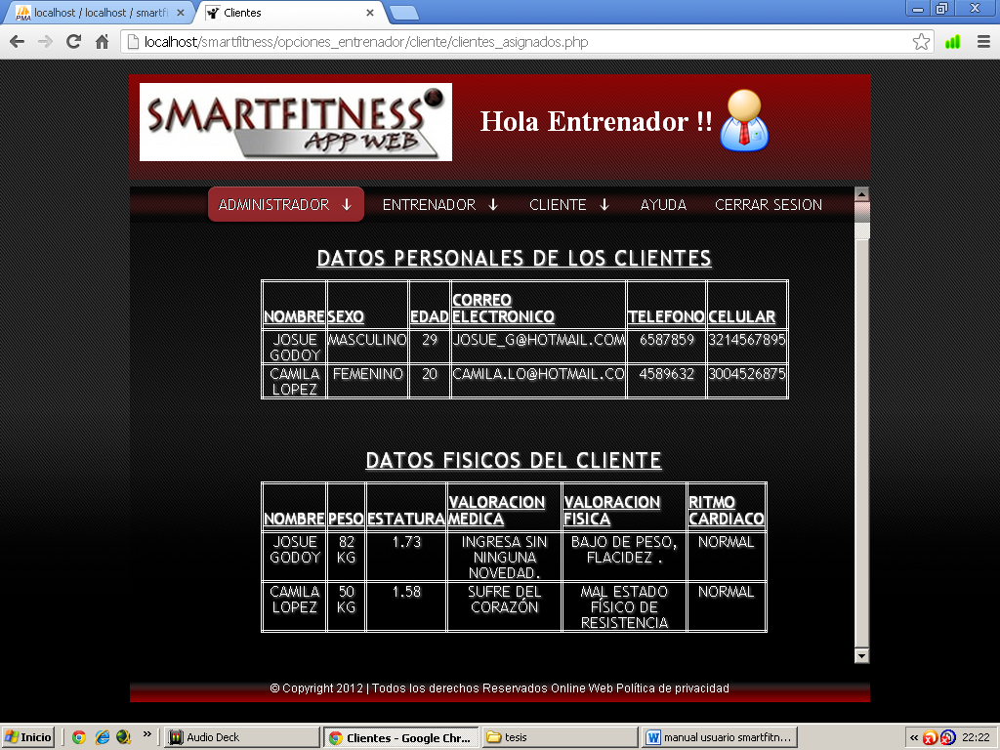 localhost / localhost / smartfi
Clientes
localhost/smartfitness/opciones_entrenador/cliente/clientes_asignados.php
SMARTFITNESS
APP WEB
Hola Entrenador !!
ADMINISTRADOR ↓ ENTRENADOR ↓ CLIENTE ↓ AYUDA CERRAR SESION
DATOS PERSONALES DE LOS CLIENTES
NOMBRE SEXO EDAD CORREO ELECTRONICO TELEFONO CELULAR
JOSUE GODOY MASCULINO 29 JOSUE_G@HOTMAIL.COM 6587859 3214567895
CAMILA LOPEZ FEMENINO 20 CAMILA.LO@HOTMAIL.CO 4589632 3004526875
DATOS FISICOS DEL CLIENTE
NOMBRE PESO ESTATURA VALORACION MEDICA VALORACION FISICA RITMO CARDIACO
JOSUE GODOY 82 KG 1.73 INGRESA SIN NINGUNA NOVEDAD. BAJO DE PESO, FLACIDEZ . NORMAL
CAMILA LOPEZ 50 KG 1.58 SUFRE DEL CORAZÓN MAL ESTADO FÍSICO DE RESISTENCIA NORMAL
© Copyright 2012 | Todos los derechos Reservados Online Web Política de privacidad
Inicio » Audio Deck Clientes - Google Chr... tesis manual usuario smartfitn... « 22:22